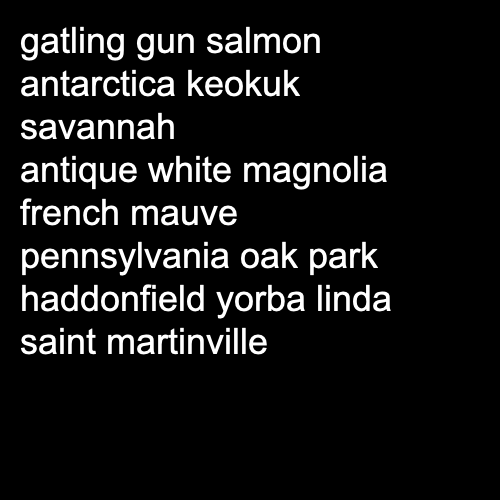 gatling gun salmon
antarctica keokuk
savannah
antique white magnolia
french mauve
pennsylvania oak park
haddonfield yorba linda
saint martinville